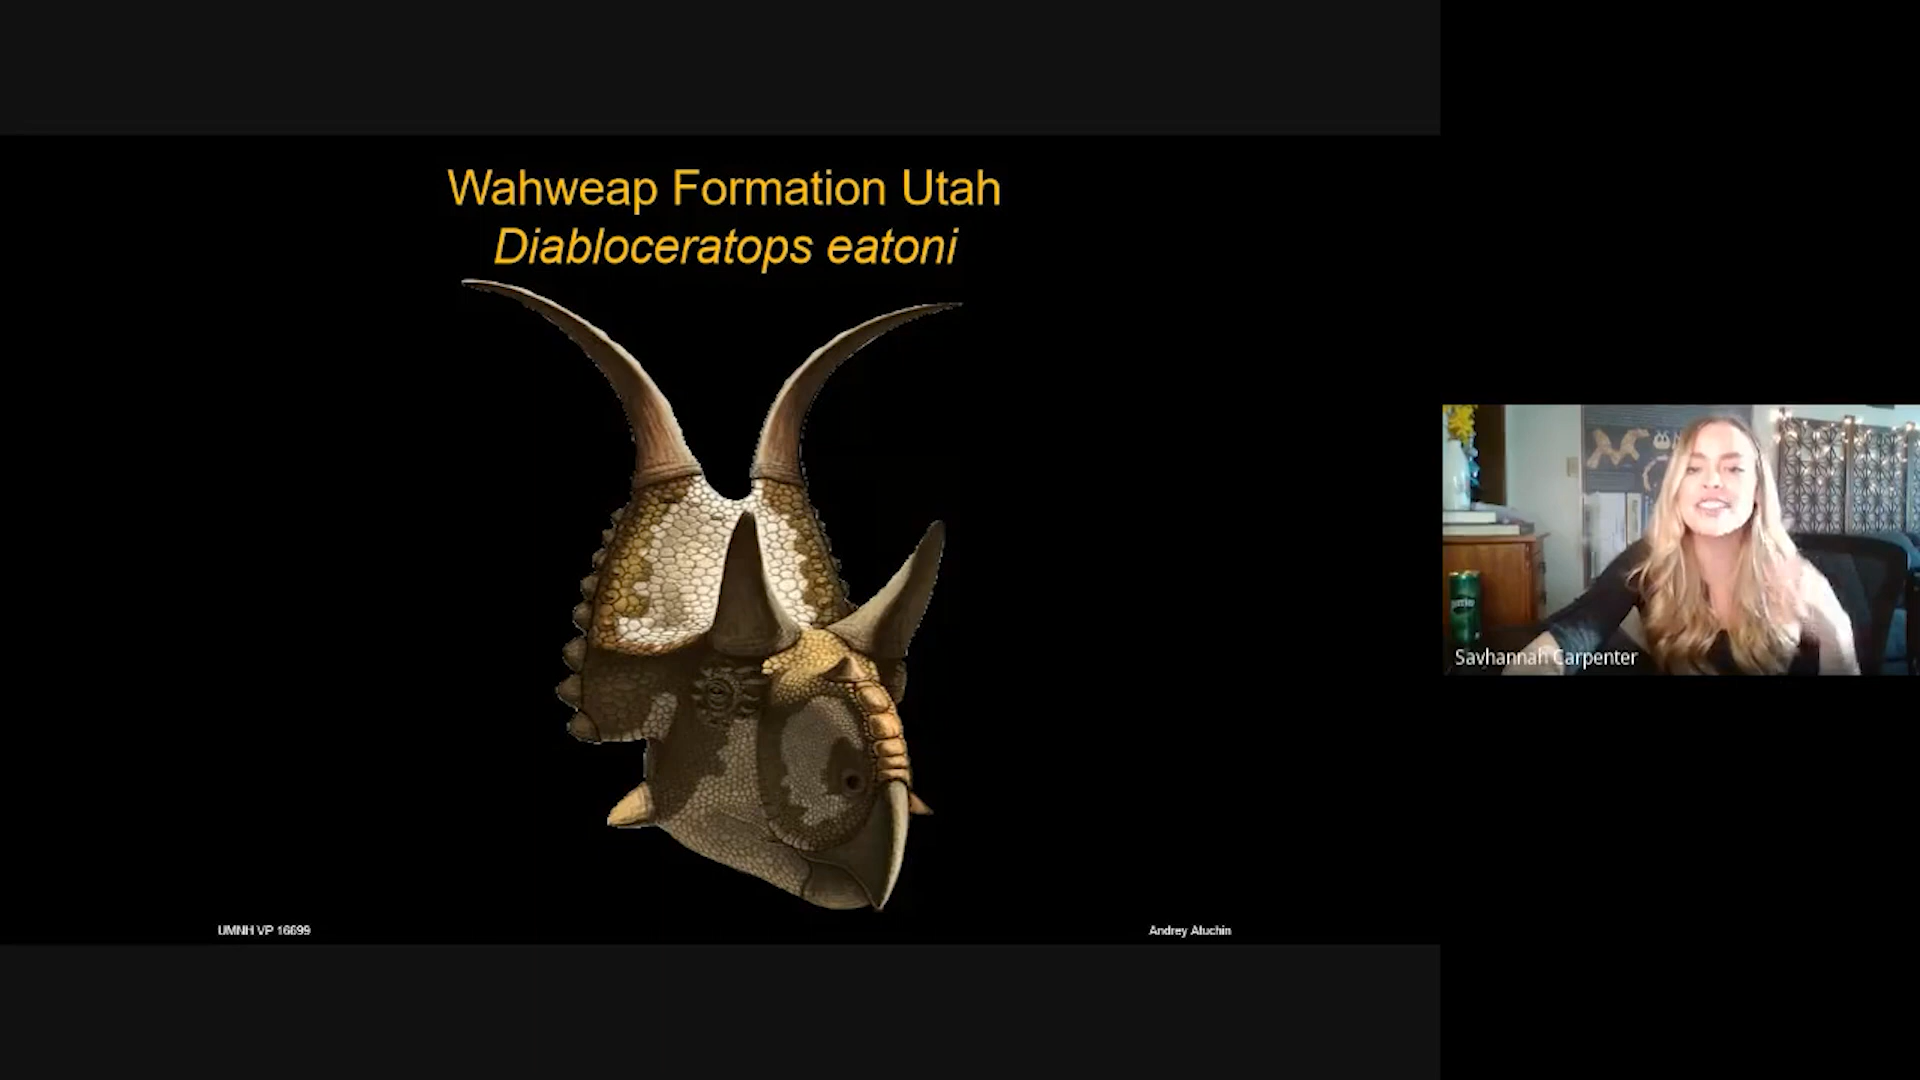 Wahweap Formation Utah
Diabloceratops eatoni
UMNH VP 16699
Andrey Atuchin
Savhannah Carpenter